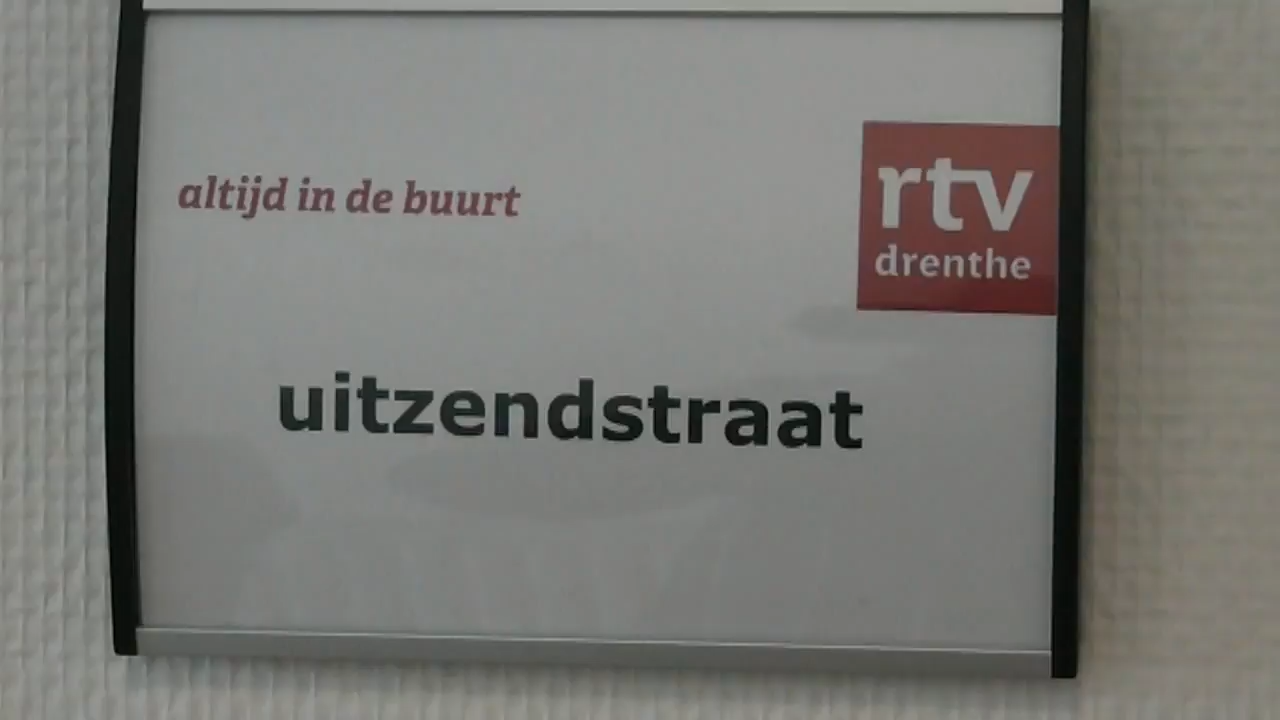 altijd in de buurt
rtv
drenthe
uitzendstraat